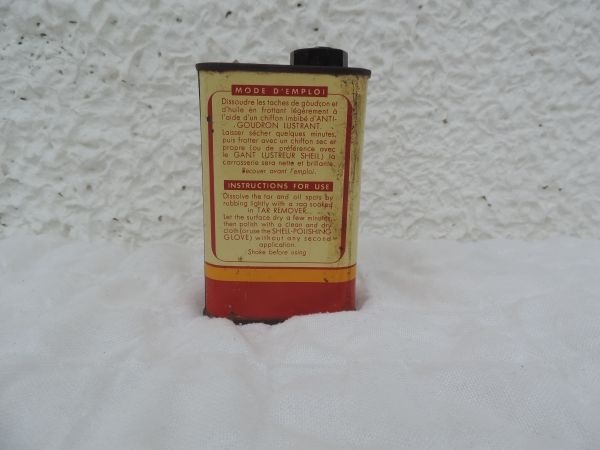 MODE D'EMPLOI
Dissoudre les taches de goudron et
d'huile en frottant légèrement à
l'aide d'un chiffon imbibé d'ANTI-
GOUDRON LUSTRANT.
Laisser sécher quelques minutes,
puis frotter avec un chiffon sec et
propre (ou de préférence avec
le GANT LUSTREUR SHELL) la
carrosserie sera nette et brillante.
Secouer avant l'emploi.
INSTRUCTIONS FOR USE
Dissolve the tar and oil spots by
rubbing lightly with a rag soaked
in TAR REMOVER.
Let the surface dry a few minutes,
then polish with a clean and dry
cloth (or use the SHELL-POLISHING
GLOVE) without any second
application.
Shake before using